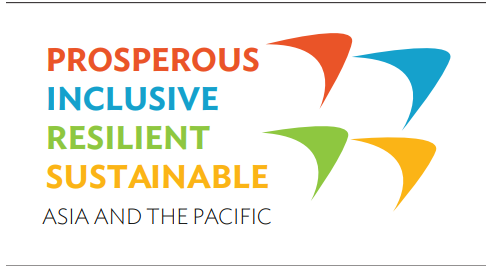 PROSPEROUS
INCLUSIVE
RESILIENT
SUSTAINABLE
ASIA AND THE PACIFIC